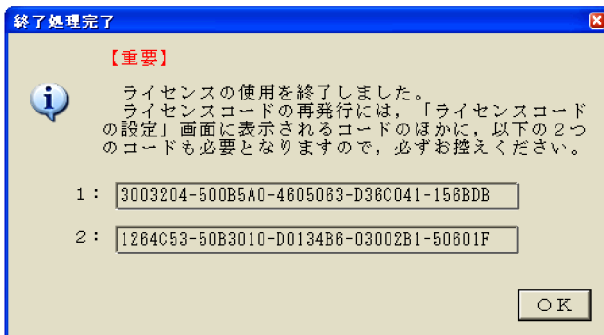 終了処理完了
【重要】
ライセンスの使用を終了しました。
ライセンスコードの再発行には，「ライセンスコード
の設定」画面に表示されるコードのほかに，以下の２つ
のコードも必要となりますので，必ずお控えください。
１： 3003204-500B5A0-4605063-D36C041-156BDB
２： 1264C53-50B3010-D0134B6-03002B1-50601F
ＯＫ